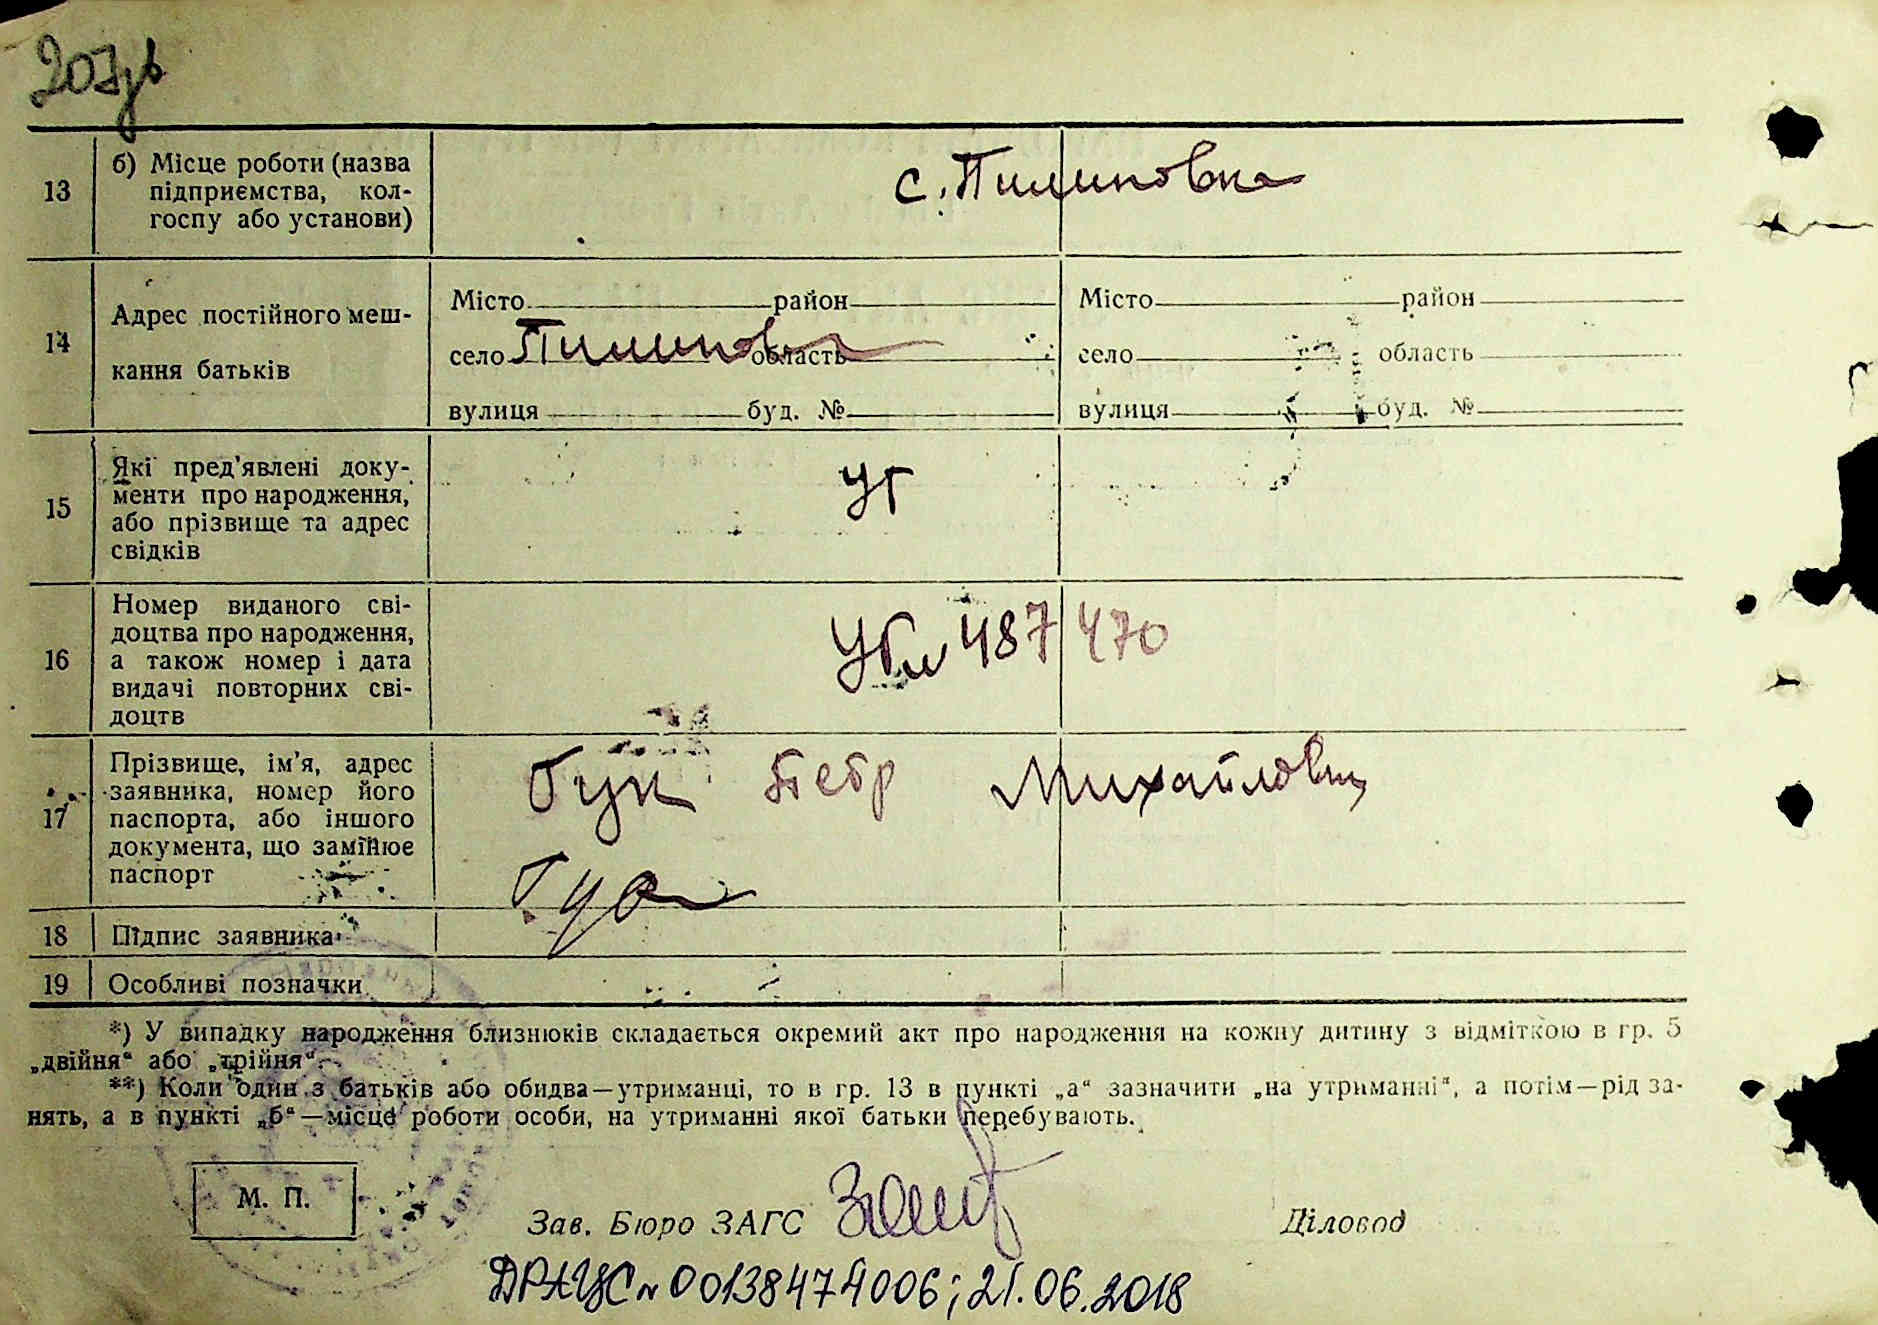 207зв
13
б) Місце роботи (назва
підприємства, кол-
госпу або установи)
с. Пилиповка
14
Адрес постійного меш-
кання батьків
Місто район
село Пилиповка область
вулиця буд. №
Місто район
село область
вулиця буд. №
15
Які пред'явлені доку-
менти про народження,
або прізвище та адрес
свідків
УГ
16
Номер виданого сві-
доцтва про народження,
а також номер і дата
видачі повторних сві-
доцтв
487470
17
Прізвище, ім'я, адрес
заявника, номер його
паспорта, або іншого
документа, що замінює
паспорт
Гук Петр Михайлович
18
Підпис заявника
19
Особливі позначки
*) У випадку народження близнюків складається окремий акт про народження на кожну дитину з відміткою в гр. 5
„двійня“ або „трійня“.
**) Коли один з батьків або обидва—утриманці, то в гр. 13 в пункті „а“ зазначити „на утриманні“, а потім—рід за-
нять, а в пункті „б“—місце роботи особи, на утриманні якої батьки перебувають.
М. П.
Зав. Бюро ЗАГС
Діловод
ДРАЦС № 00138474006; 21.06.2018